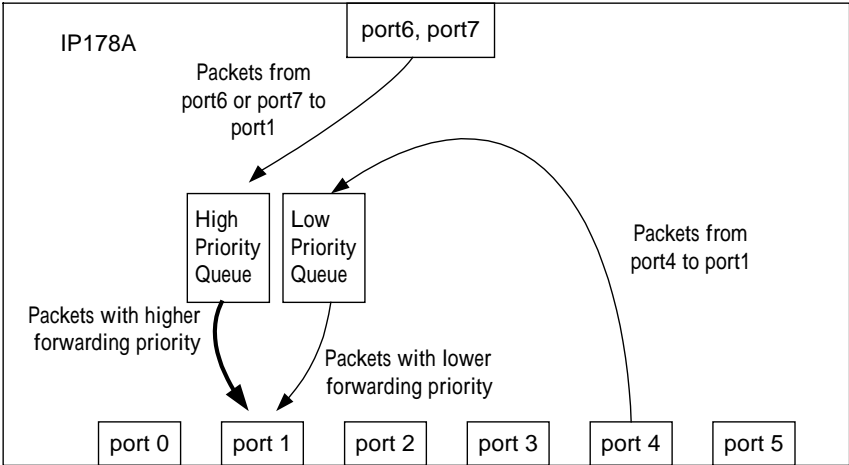 IP178A
port6, port7
Packets from
port6 or port7 to
port1
High
Priority
Queue
Low
Priority
Queue
Packets from
port4 to port1
Packets with higher
forwarding priority
Packets with lower
forwarding priority
port 0
port 1
port 2
port 3
port 4
port 5